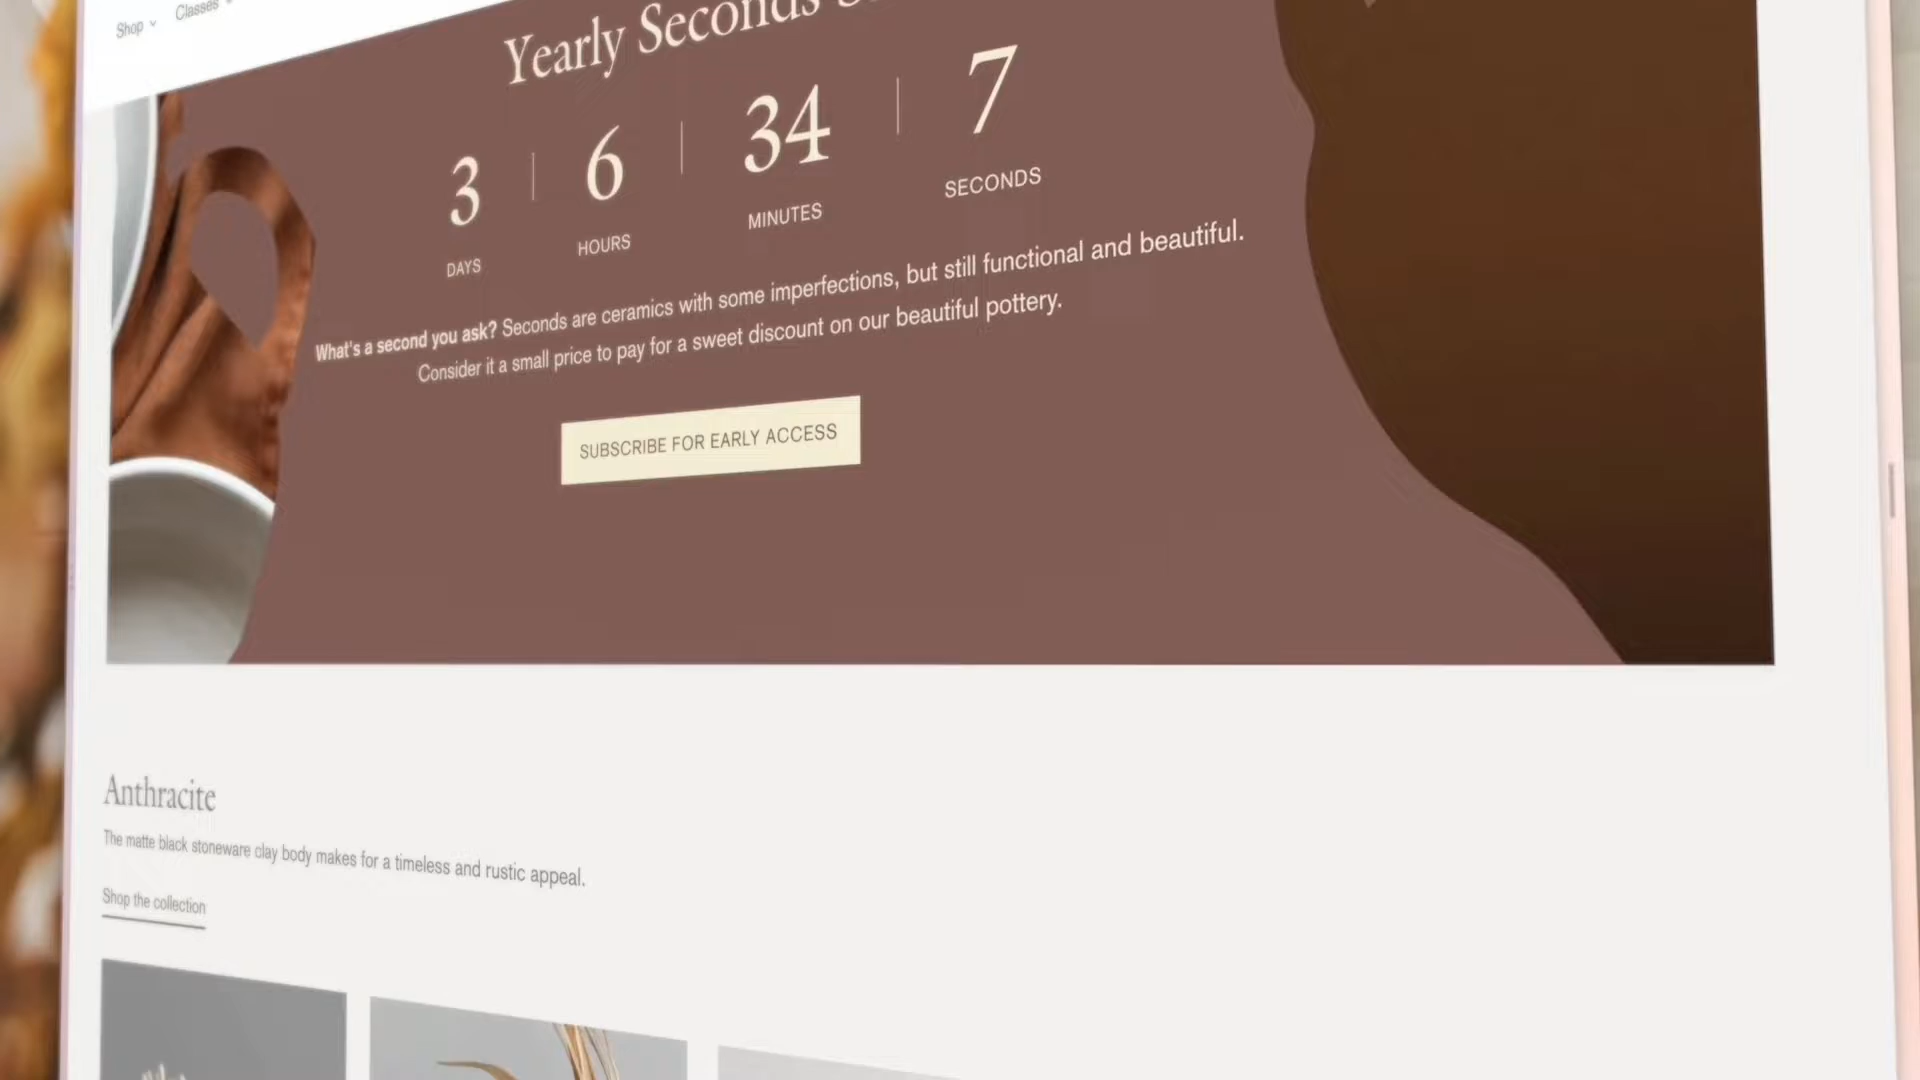 Shop Classes
Yearly Seconds
3 6 34 7
DAYS HOURS MINUTES SECONDS
What's a second you ask? Seconds are ceramics with some imperfections, but still functional and beautiful.
Consider it a small price to pay for a sweet discount on our beautiful pottery.
SUBSCRIBE FOR EARLY ACCESS
Anthracite
The matte black stoneware clay body makes for a timeless and rustic appeal.
Shop the collection